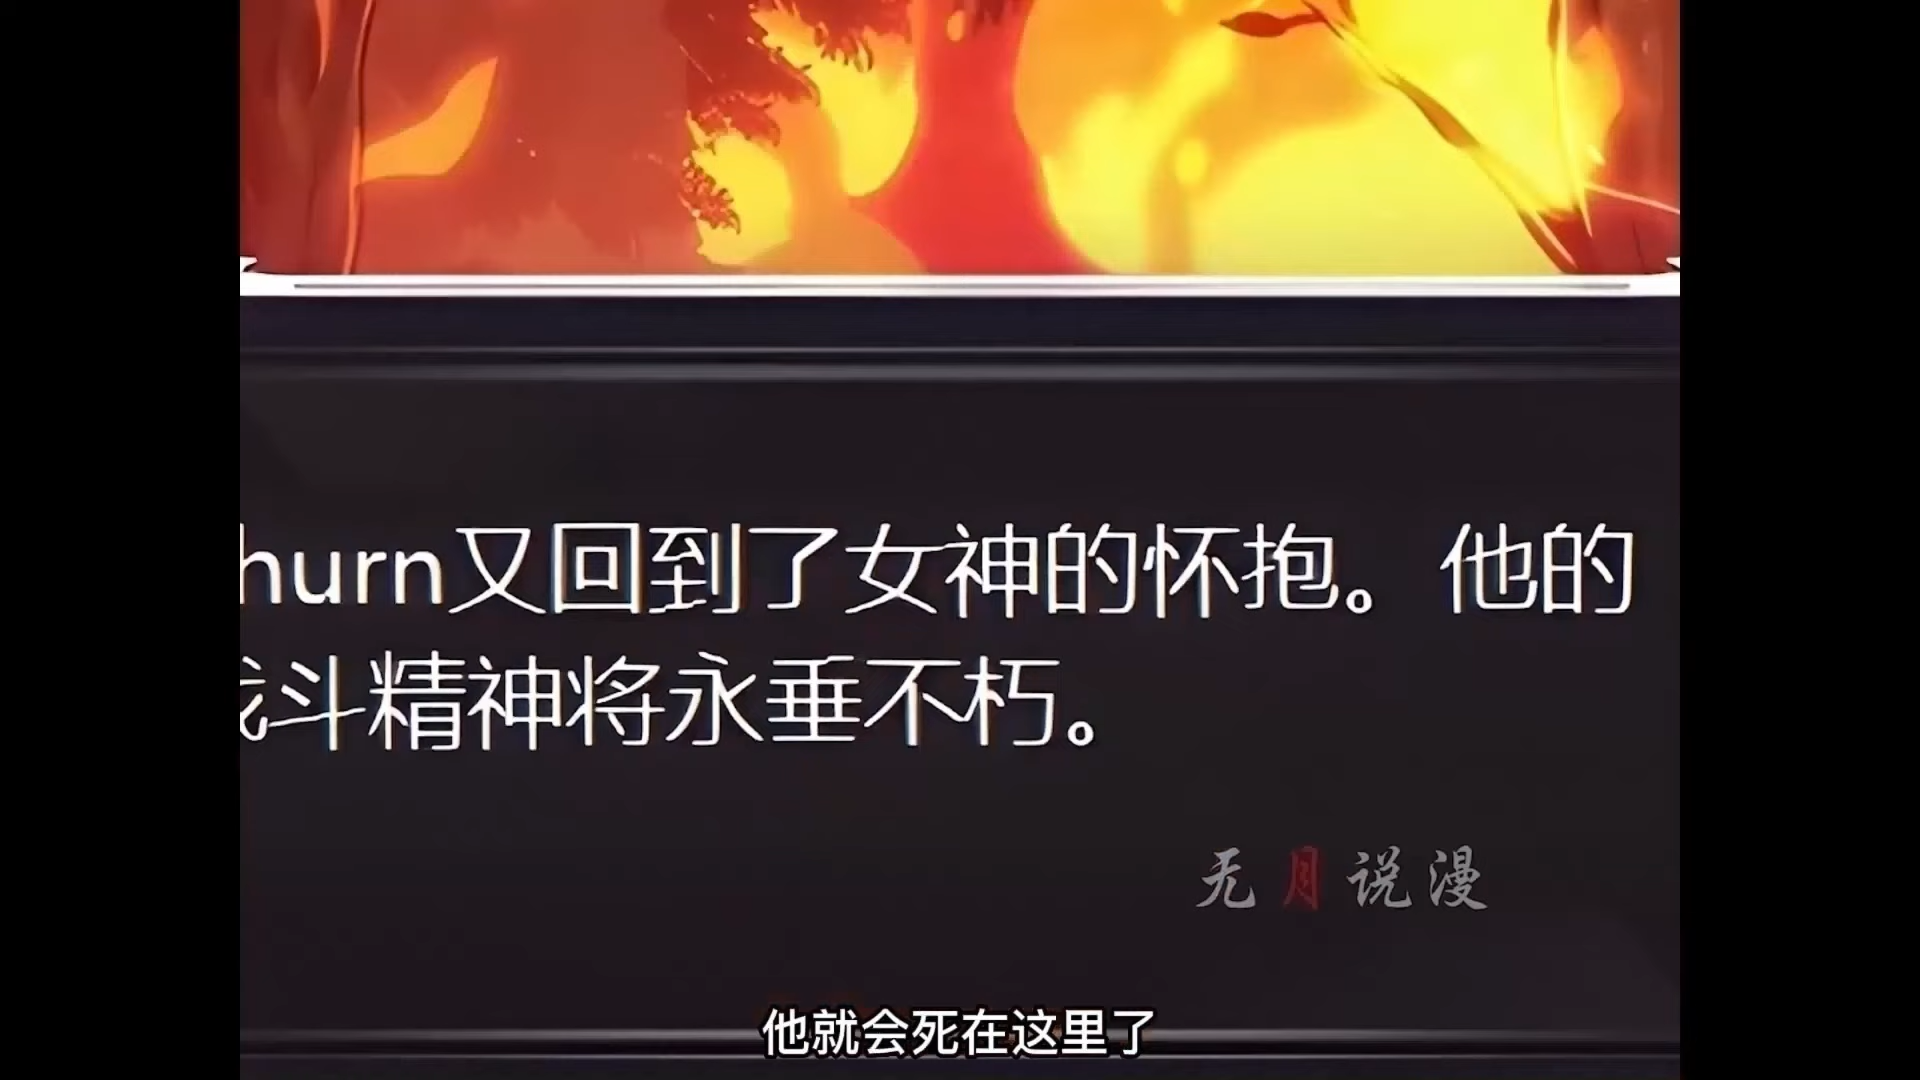 hurn又回到了女神的怀抱。他的
斗精神将永垂不朽。
无月说漫
他就会死在这里了